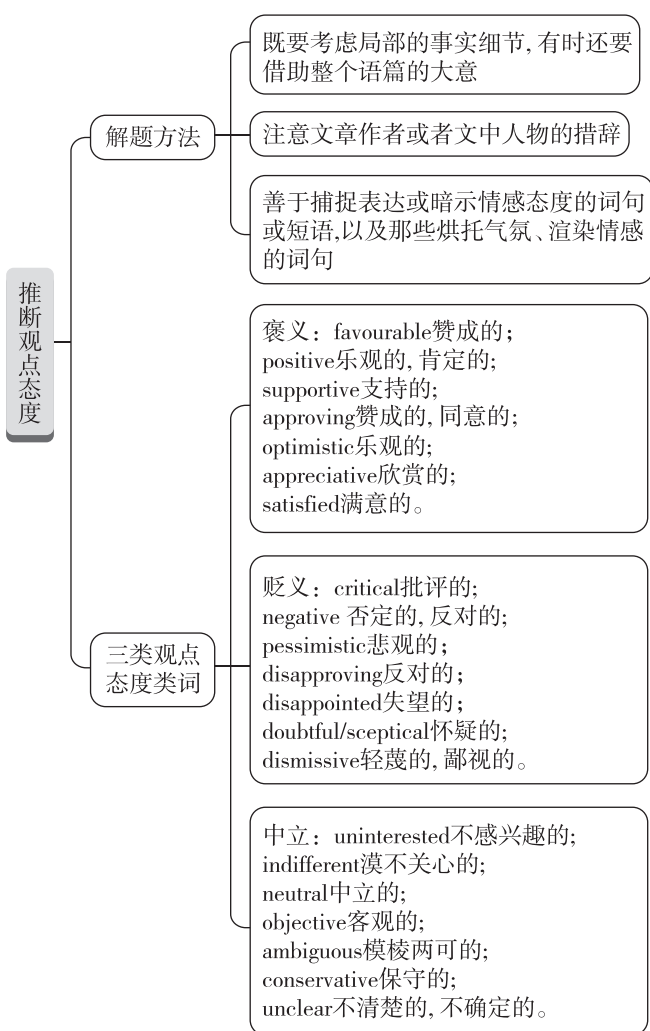 推断观点态度
解题方法
既要考虑局部的事实细节, 有时还要
借助整个语篇的大意
注意文章作者或者文中人物的措辞
善于捕捉表达或暗示情感态度的词句
或短语,以及那些烘托气氛、渲染情感
的词句
三类观点
态度类词
褒义：favourable赞成的；
positive乐观的, 肯定的;
supportive支持的;
approving赞成的, 同意的;
optimistic乐观的;
appreciative欣赏的;
satisfied满意的。
贬义：critical批评的;
negative 否定的, 反对的;
pessimistic悲观的；
disapproving反对的；
disappointed失望的；
doubtful/sceptical怀疑的;
dismissive轻蔑的, 鄙视的。
中立：uninterested不感兴趣的;
indifferent漠不关心的;
neutral中立的;
objective客观的;
ambiguous模棱两可的;
conservative保守的;
unclear不清楚的, 不确定的。